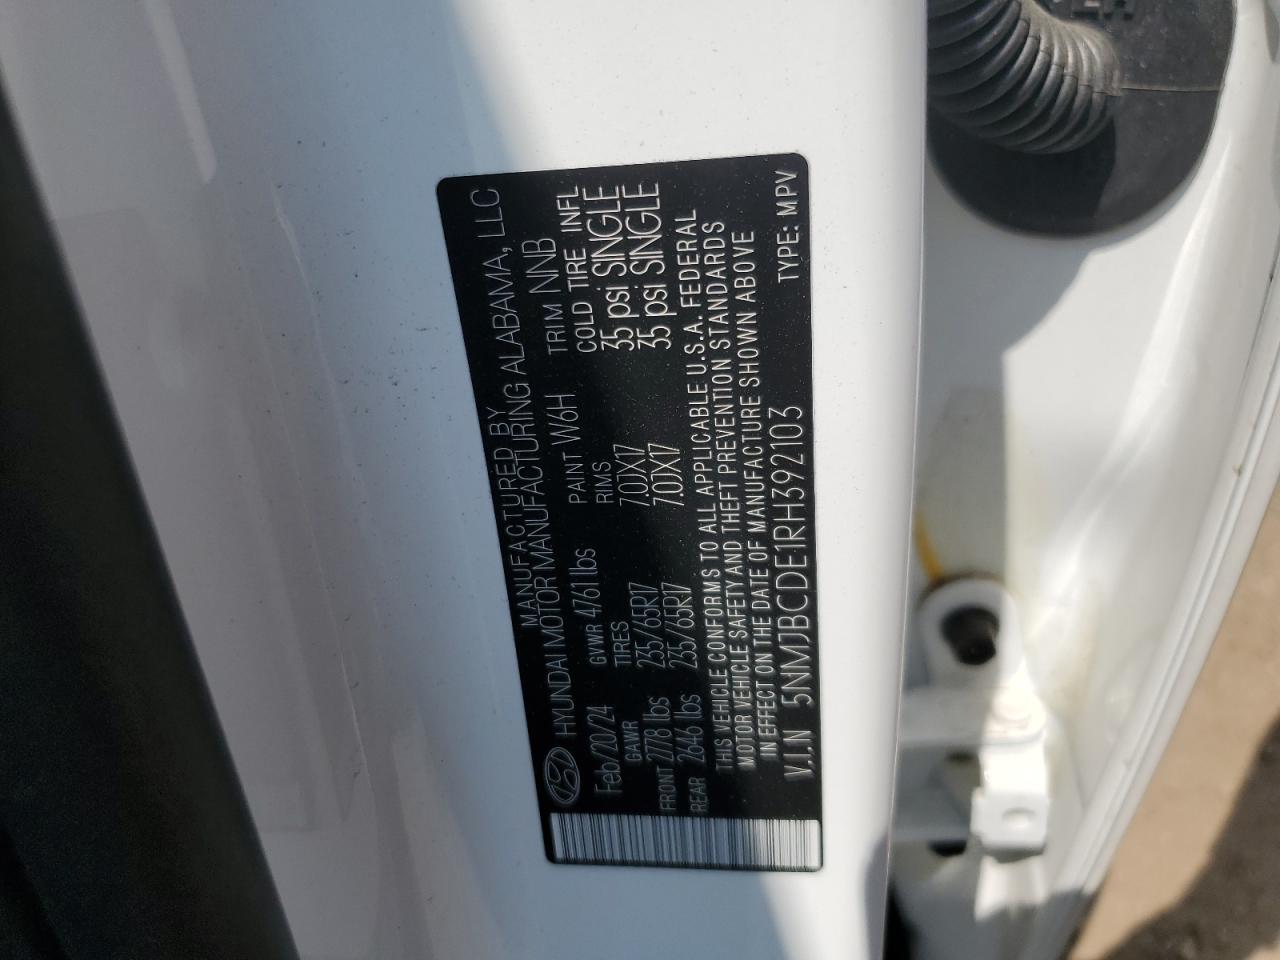 MANUFACTURED BY
HYUNDAI MOTOR MANUFACTURING ALABAMA, LLC
Feb/20/24 GVWR 4761 lbs PAINT W6H TRIM NNB
GAWR TIRES RIMS COLD TIRE INFL
FRONT 2778 lbs 235/65R17 7.0JX17 35 psi SINGLE
REAR 2646 lbs 235/65R17 7.0JX17 35 psi SINGLE
THIS VEHICLE CONFORMS TO ALL APPLICABLE U.S.A. FEDERAL
MOTOR VEHICLE SAFETY AND THEFT PREVENTION STANDARDS
IN EFFECT ON THE DATE OF MANUFACTURE SHOWN ABOVE
V.I.N 5NMJBCDE1RH392103 TYPE: MPV